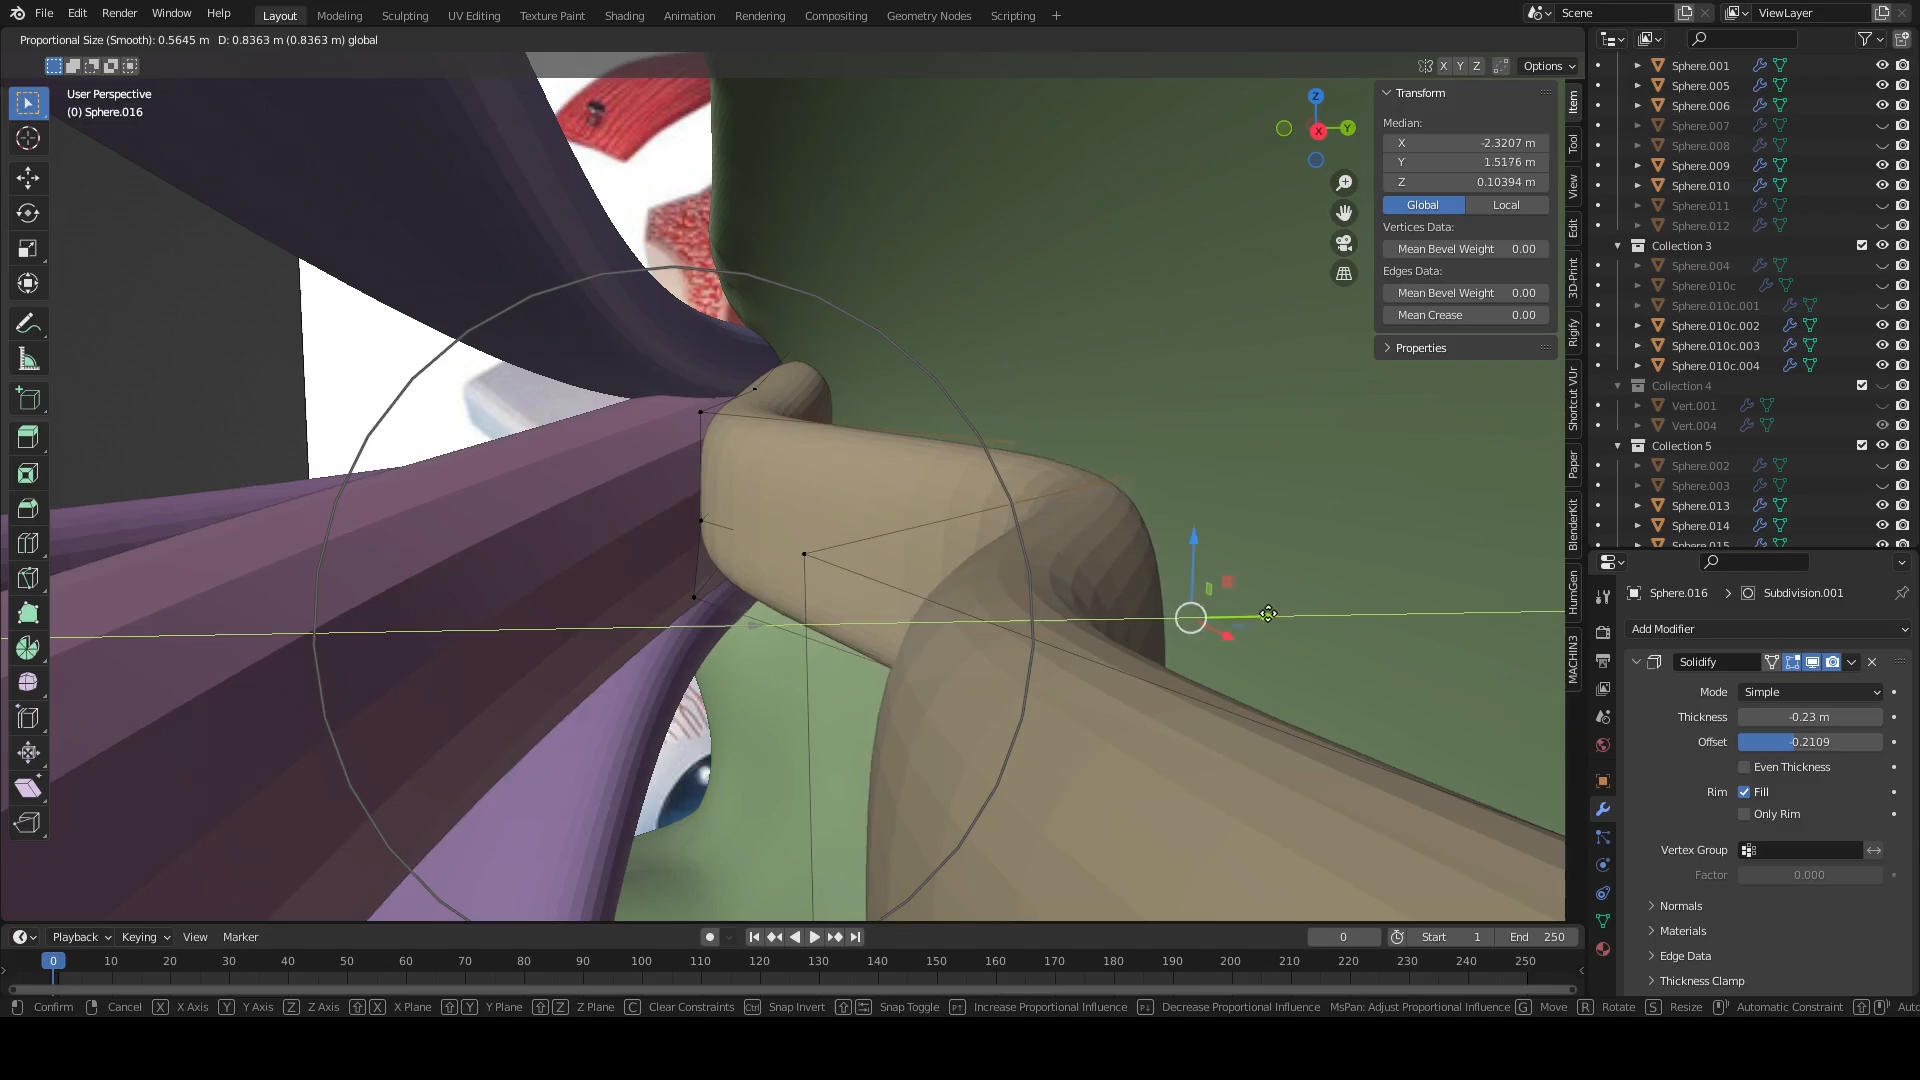 File Edit Render Window Help Layout Modeling Sculpting UV Editing Texture Paint Shading Animation Rendering Compositing Geometry Nodes Scripting + Scene ViewLayer
Proportional Size (Smooth): 0.5645 m D: 0.8363 m (0.8363 m) global
X Y Z Options
User Perspective
(0) Sphere.016
Z
Y
X
Transform
Median:
X -2.3207 m
Y 1.5176 m
Z 0.10394 m
Global Local
Vertices Data:
Mean Bevel Weight 0.00
Edges Data:
Mean Bevel Weight 0.00
Mean Crease 0.00
Properties
Item
Tool
View
Edit
3D-Print
Rigify
Shortcut VUr
Paper
BlenderKit
HumGen
MACHIN3
Sphere.001
Sphere.005
Sphere.006
Sphere.007
Sphere.008
Sphere.009
Sphere.010
Sphere.011
Sphere.012
Collection 3
Sphere.004
Sphere.010c
Sphere.010c.001
Sphere.010c.002
Sphere.010c.003
Sphere.010c.004
Collection 4
Vert.001
Vert.004
Collection 5
Sphere.002
Sphere.003
Sphere.013
Sphere.014
Sphere.015
Sphere.016 Subdivision.001
Add Modifier
Solidify
Mode Simple
Thickness -0.23 m
Offset -0.2109
Even Thickness
Rim Fill
Only Rim
Vertex Group
Factor 0.000
Normals
Materials
Edge Data
Thickness Clamp
Playback Keying View Marker 0 Start 1 End 250
0 10 20 30 40 50 60 70 80 90 100 110 120 130 140 150 160 170 180 190 200 210 220 230 240 250
Confirm Cancel X X Axis Y Y Axis Z Z Axis X X Plane Y Y Plane Z Z Plane C Clear Constraints Ctrl Snap Invert Snap Toggle Increase Proportional Influence Decrease Proportional Influence MsPan: Adjust Proportional Influence G Move R Rotate S Resize Automatic Constraint